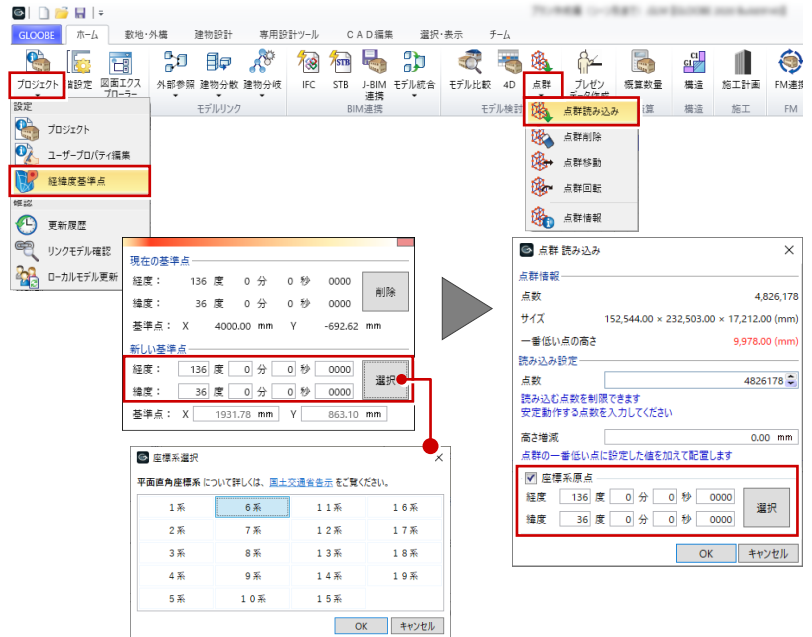 GLOOBE ホーム 敷地・外構 建物設計 専用設計ツール CAD編集 選択・表示 チーム
プロジェクト 階設定 図面エクスプローラー 外部参照 建物分散 建物分岐 IFC STB J-BIM連携 モデル統合 モデル比較 4D 点群 プレゼンデータ作成 概算数量 構造 施工計画 FM連携
モデルリンク BIM連携 モデル検討 算 構造 施工 FM
設定
プロジェクト
ユーザープロパティ編集
経緯度基準点
確認
更新履歴
リンクモデル確認
ローカルモデル更新
点群読み込み
点群削除
点群移動
点群回転
点群情報
現在の基準点
経度： 136 度 0 分 0 秒 0000
緯度： 36 度 0 分 0 秒 0000
削除
基準点： X 4000.00 mm Y -692.62 mm
新しい基準点
経度： 136 度 0 分 0 秒 0000
緯度： 36 度 0 分 0 秒 0000
選択
基準点： X 1931.78 mm Y 863.10 mm
座標系選択
平面直角座標系 について詳しくは、国土交通省告示 をご覧ください。
1系 6系 11系 16系
2系 7系 12系 17系
3系 8系 13系 18系
4系 9系 14系 19系
5系 10系 15系
OK キャンセル
点群 読み込み
点群情報
点数 4,826,178
サイズ 152,544.00 × 232,503.00 × 17,212.00 (mm)
一番低い点の高さ 9,978.00 (mm)
読み込み設定
点数 4826178
読み込む点数を制限できます
安定動作する点数を入力してください
高さ増減 0.00 mm
点群の一番低い点に設定した値を加えて配置します
座標系原点
経度 136 度 0 分 0 秒 0000
緯度 36 度 0 分 0 秒 0000
選択
OK キャンセル